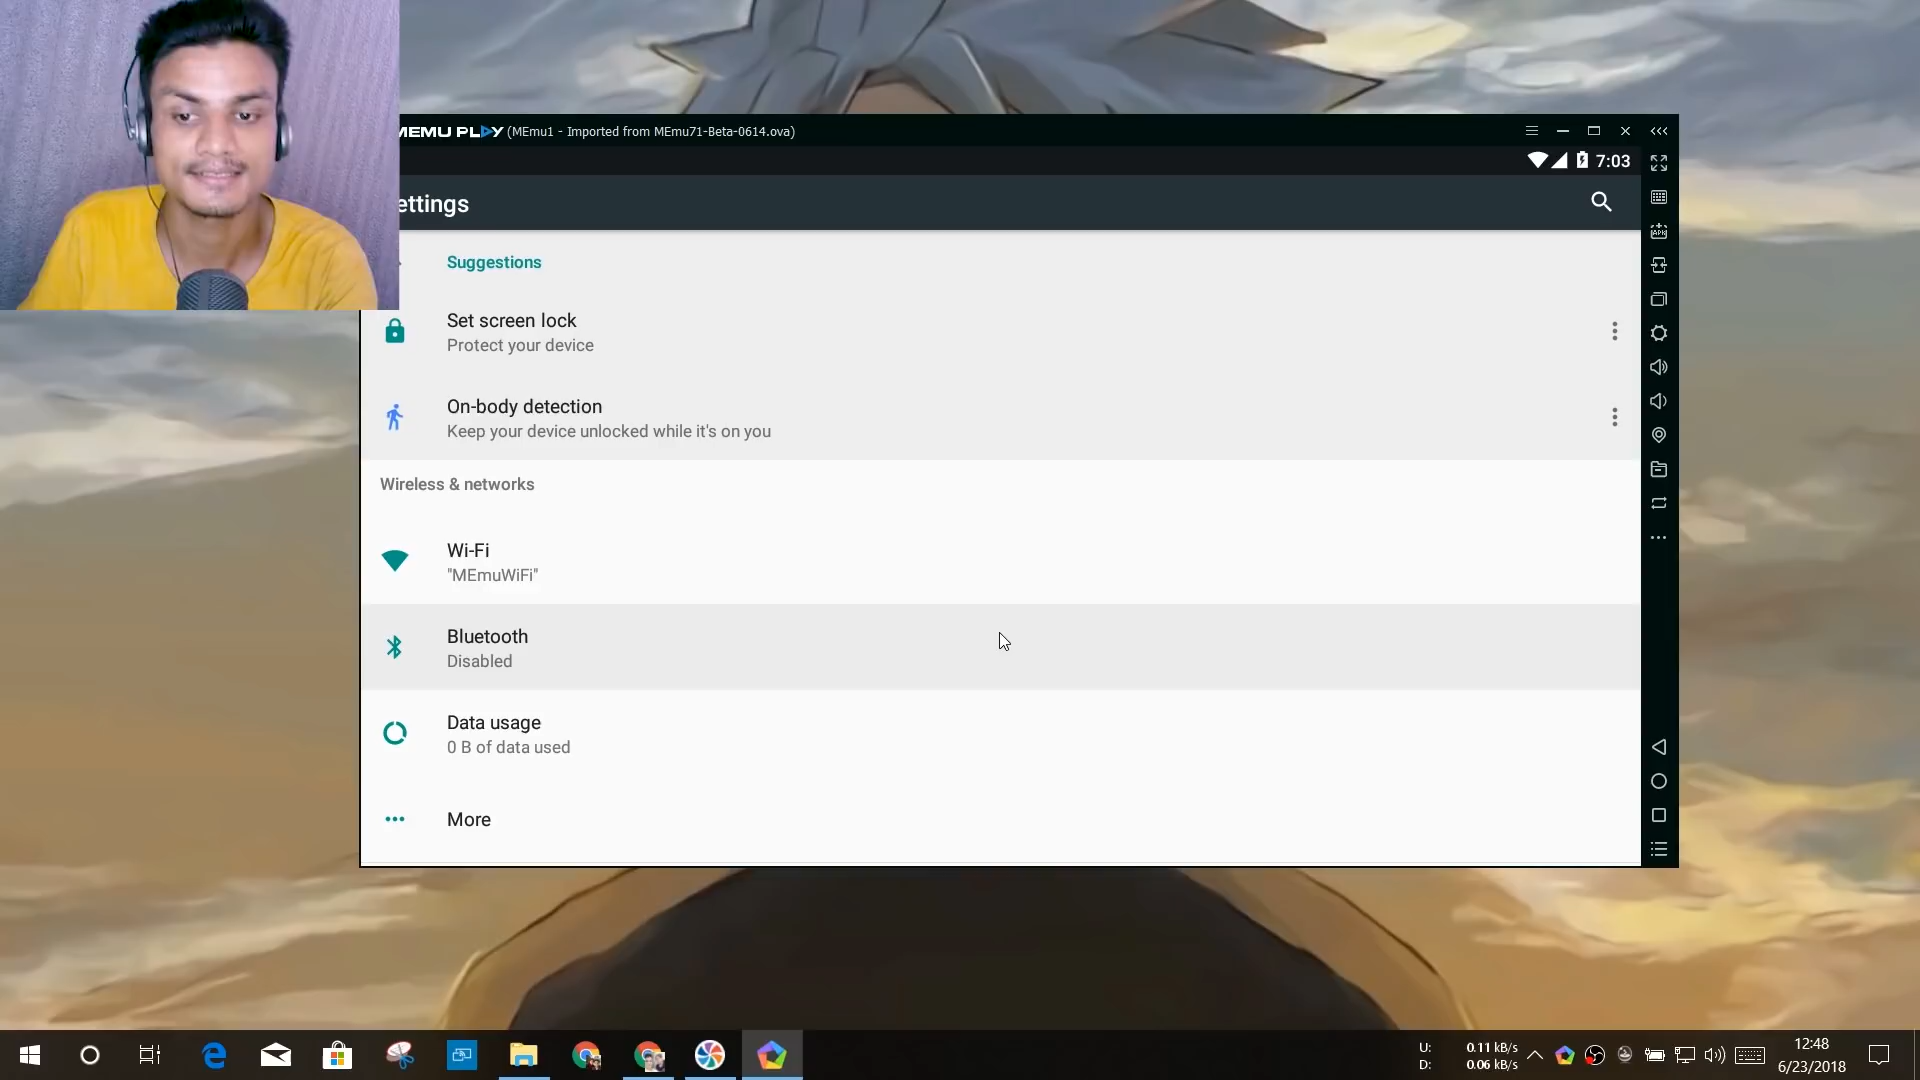 MEMU PLAY (MEmu1 - Imported from MEmu71-Beta-0614.ova)
7:03
ettings
Suggestions
Set screen lock
Protect your device
On-body detection
Keep your device unlocked while it's on you
Wireless & networks
Wi-Fi
"MEmuWiFi"
Bluetooth
Disabled
Data usage
0 B of data used
More
U: 0.11 kB/s
D: 0.06 kB/s
12:48
6/23/2018